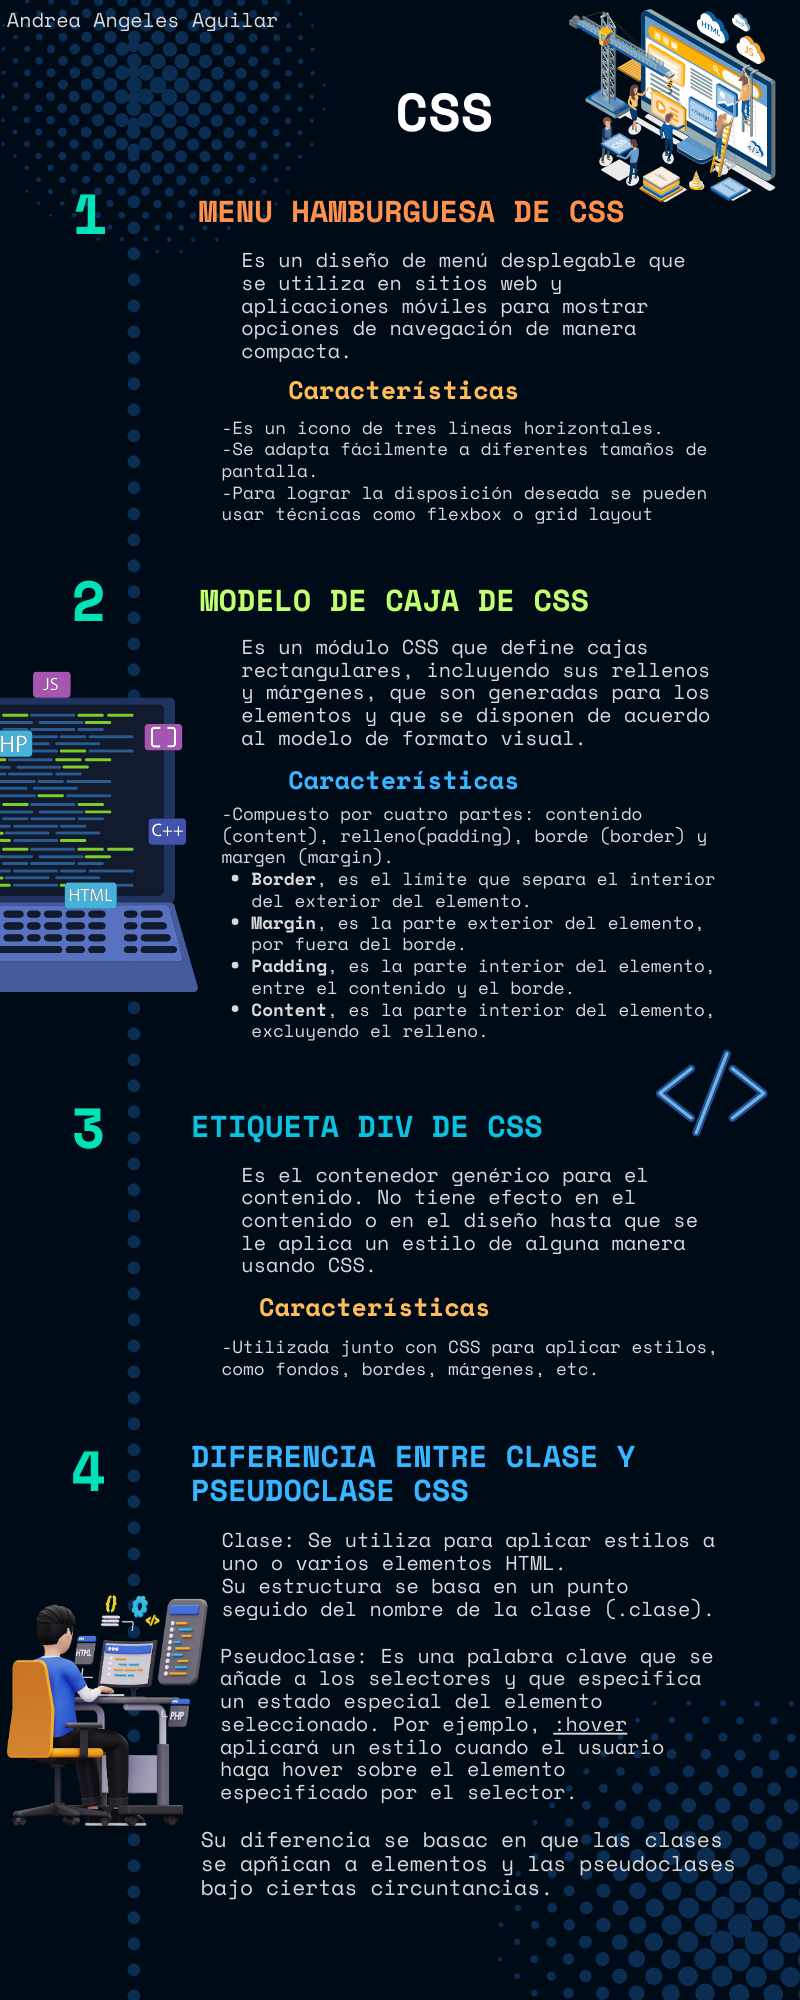 Andrea Angeles Aguilar
HTML
JS
CSS
1
MENU HAMBURGUESA DE CSS
Es un diseño de menú desplegable que
se utiliza en sitios web y
aplicaciones móviles para mostrar
opciones de navegación de manera
compacta.
Características
-Es un icono de tres líneas horizontales.
-Se adapta fácilmente a diferentes tamaños de
pantalla.
-Para lograr la disposición deseada se pueden
usar técnicas como flexbox o grid layout
2
MODELO DE CAJA DE CSS
Es un módulo CSS que define cajas
rectangulares, incluyendo sus rellenos
y márgenes, que son generadas para los
elementos y que se disponen de acuerdo
al modelo de formato visual.
JS
HP
[ ]
C++
HTML
Características
-Compuesto por cuatro partes: contenido
(content), relleno(padding), borde (border) y
margen (margin).
• Border, es el límite que separa el interior
del exterior del elemento.
• Margin, es la parte exterior del elemento,
por fuera del borde.
• Padding, es la parte interior del elemento,
entre el contenido y el borde.
• Content, es la parte interior del elemento,
excluyendo el relleno.
</>
3
ETIQUETA DIV DE CSS
Es el contenedor genérico para el
contenido. No tiene efecto en el
contenido o en el diseño hasta que se
le aplica un estilo de alguna manera
usando CSS.
Características
-Utilizada junto con CSS para aplicar estilos,
como fondos, bordes, márgenes, etc.
4
DIFERENCIA ENTRE CLASE Y
PSEUDOCLASE CSS
Clase: Se utiliza para aplicar estilos a
uno o varios elementos HTML.
Su estructura se basa en un punto
seguido del nombre de la clase (.clase).
{}
</>
HTML
PHP
Pseudoclase: Es una palabra clave que se
añade a los selectores y que especifica
un estado especial del elemento
seleccionado. Por ejemplo, :hover
aplicará un estilo cuando el usuario
haga hover sobre el elemento
especificado por el selector.
Su diferencia se basac en que las clases
se apñican a elementos y las pseudoclases
bajo ciertas circuntancias.